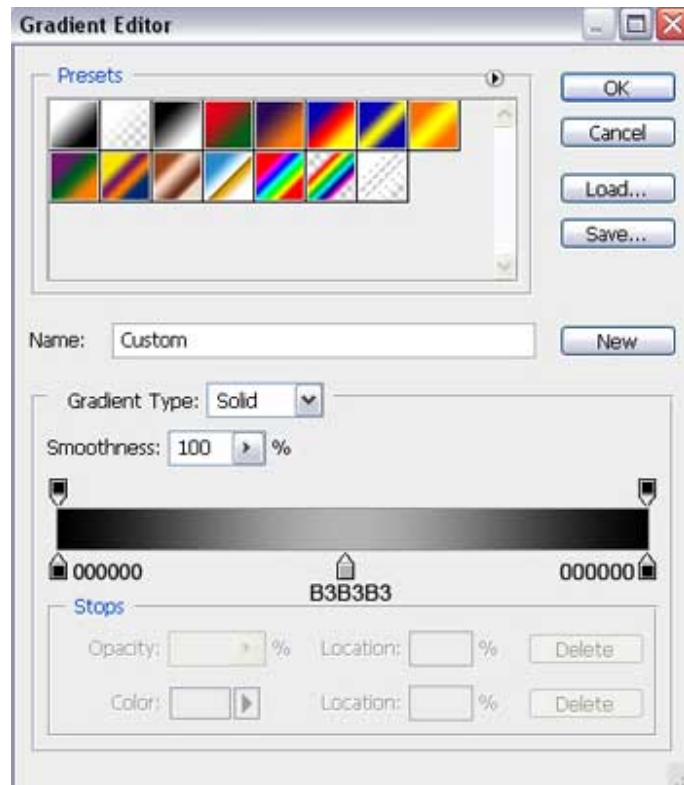 Gradient Editor
Presets
OK
Cancel
Load...
Save...
Name: Custom
New
Gradient Type: Solid
Smoothness: 100 %
000000
B3B3B3
000000
Stops
Opacity: % Location: % Delete
Color: Location: % Delete